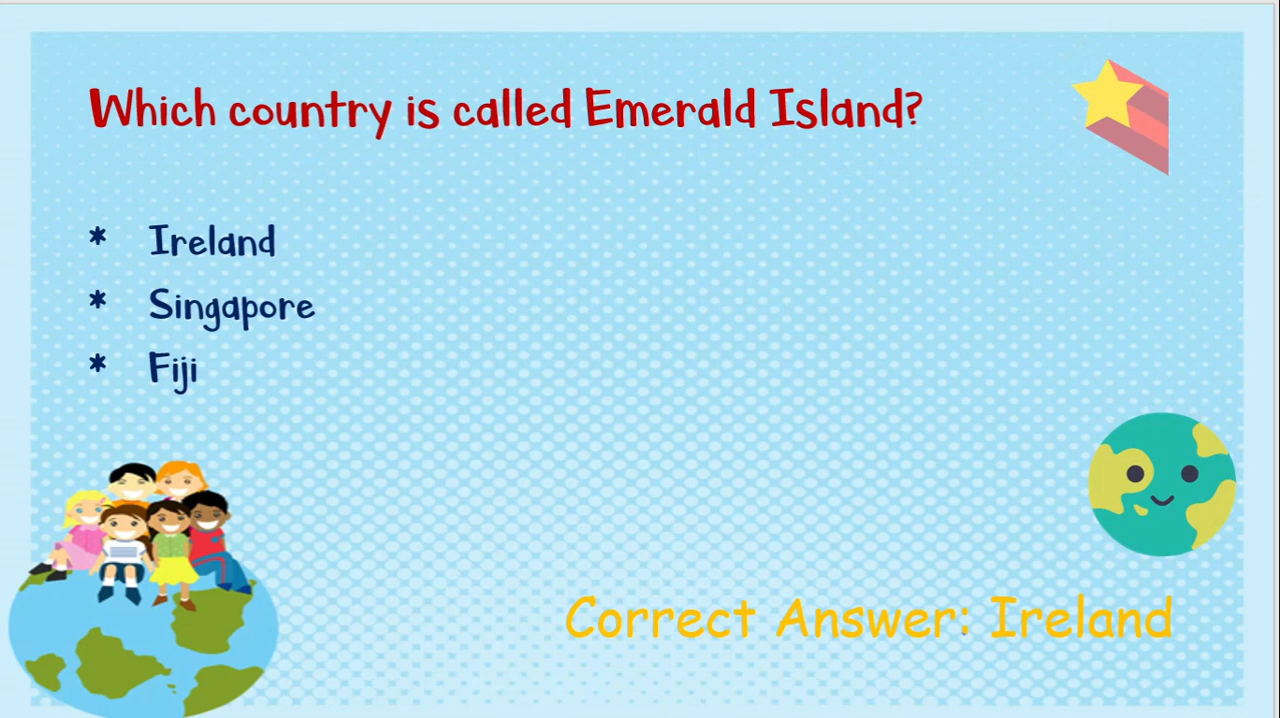 Which country is called Emerald Island?
* Ireland
* Singapore
* Fiji
Correct Answer: Ireland